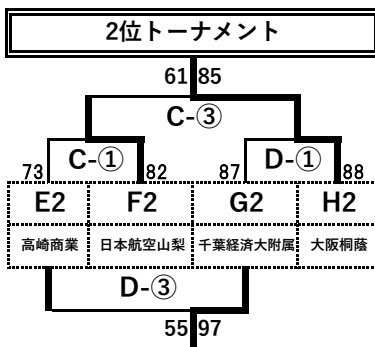 2位トーナメント
61 85
C-③
C-① D-①
73 82 87 88
E2 F2 G2 H2
高崎商業 日本航空山梨 千葉経済大附属 大阪桐蔭
D-③
55 97